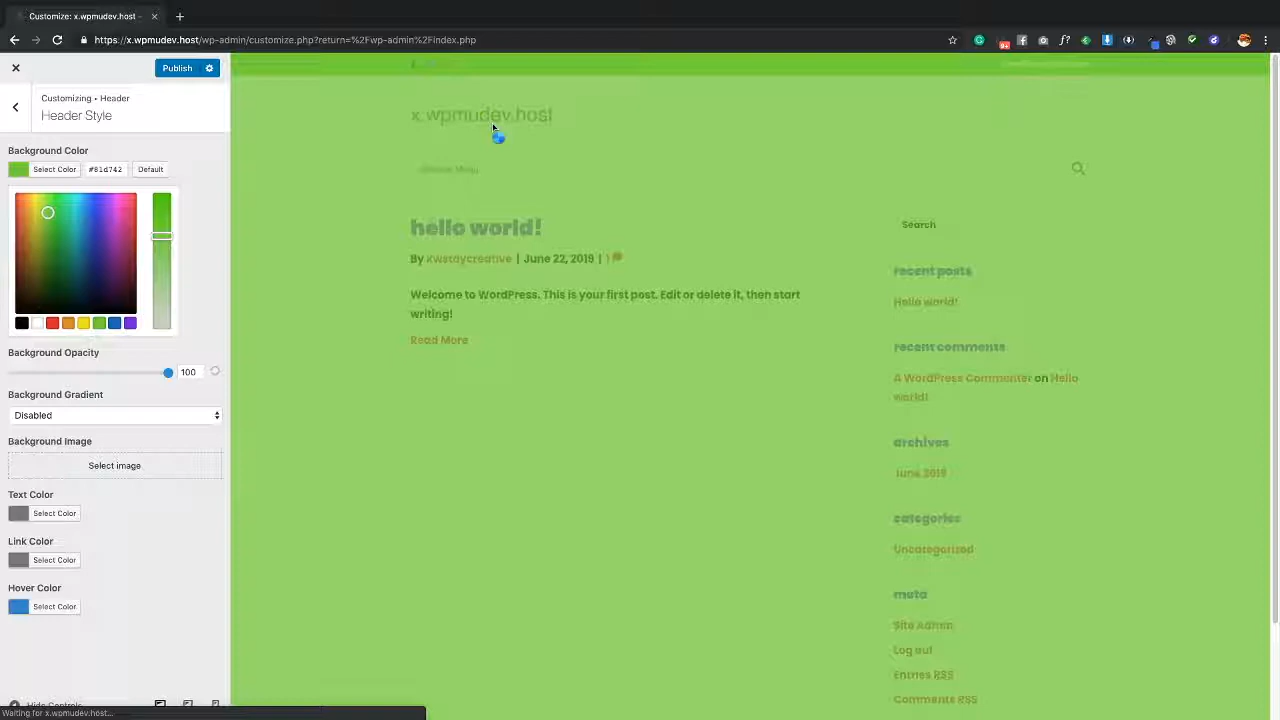 Customize: x.wpmudev.host -
https://x.wpmudev.host/wp-admin/customize.php?return=%2Fwp-admin%2Findex.php
Publish
Customizing • Header
Header Style
Background Color
Select Color
#81d742
Default
Background Opacity
100
Background Gradient
Disabled
Background Image
Select image
Text Color
Select Color
Link Color
Select Color
Hover Color
Select Color
Hide Controls
Waiting for x.wpmudev.host...
x.wpmudev.host
hello world!
By Kwstdycreative | June 22, 2019 | 1
Welcome to WordPress. This is your first post. Edit or delete it, then start
writing!
Read More
Search
recent posts
Hello world!
recent comments
A WordPress Commenter on Hello
world!
archives
June 2019
categories
Uncategorized
meta
Site Admin
Log out
Entries RSS
Comments RSS